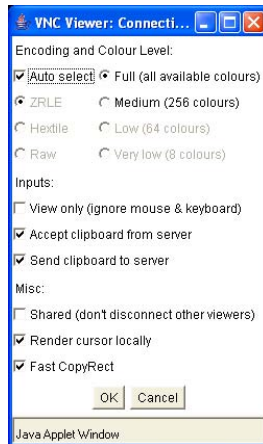 VNC Viewer: Connecti...
Encoding and Colour Level:
Auto select Full (all available colours)
ZRLE Medium (256 colours)
Hextile Low (64 colours)
Raw Very low (8 colours)
Inputs:
View only (ignore mouse & keyboard)
Accept clipboard from server
Send clipboard to server
Misc:
Shared (don't disconnect other viewers)
Render cursor locally
Fast CopyRect
OK Cancel
Java Applet Window